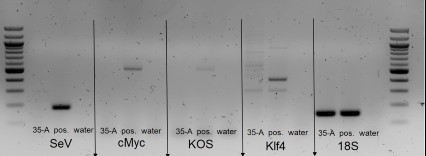 35-A pos. water 35-A pos. water 35-A pos. water 35-A pos. water 35-A pos. water
SeV cMyc KOS Klf4 18S